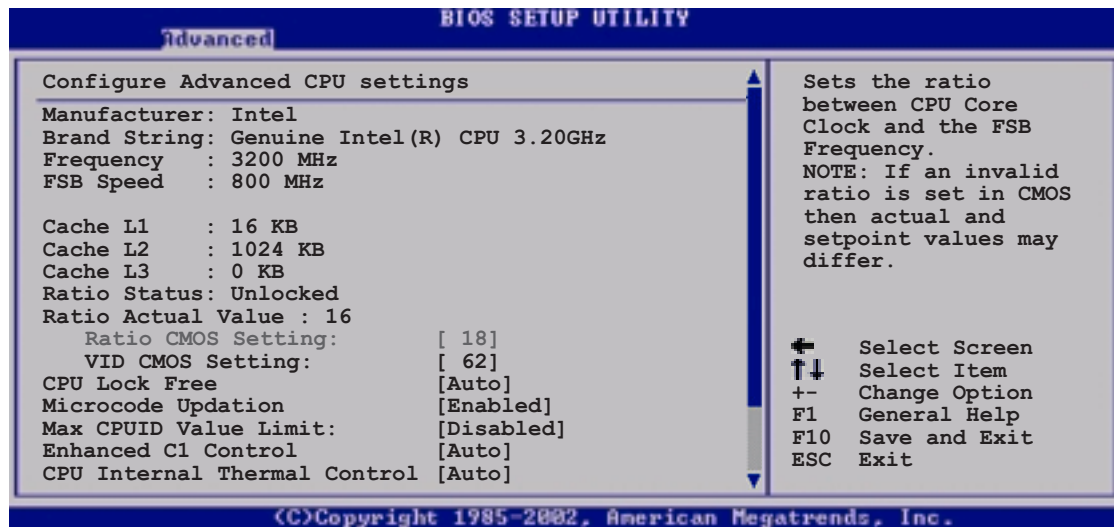 BIOS SETUP UTILITY
Advanced
Configure Advanced CPU settings
Manufacturer: Intel
Brand String: Genuine Intel(R) CPU 3.20GHz
Frequency : 3200 MHz
FSB Speed : 800 MHz
Cache L1 : 16 KB
Cache L2 : 1024 KB
Cache L3 : 0 KB
Ratio Status: Unlocked
Ratio Actual Value : 16
Ratio CMOS Setting: [ 18]
VID CMOS Setting: [ 62]
CPU Lock Free [Auto]
Microcode Updation [Enabled]
Max CPUID Value Limit: [Disabled]
Enhanced C1 Control [Auto]
CPU Internal Thermal Control [Auto]
Sets the ratio
between CPU Core
Clock and the FSB
Frequency.
NOTE: If an invalid
ratio is set in CMOS
then actual and
setpoint values may
differ.
Select Screen
Select Item
+- Change Option
F1 General Help
F10 Save and Exit
ESC Exit
(C)Copyright 1985-2002, American Megatrends, Inc.